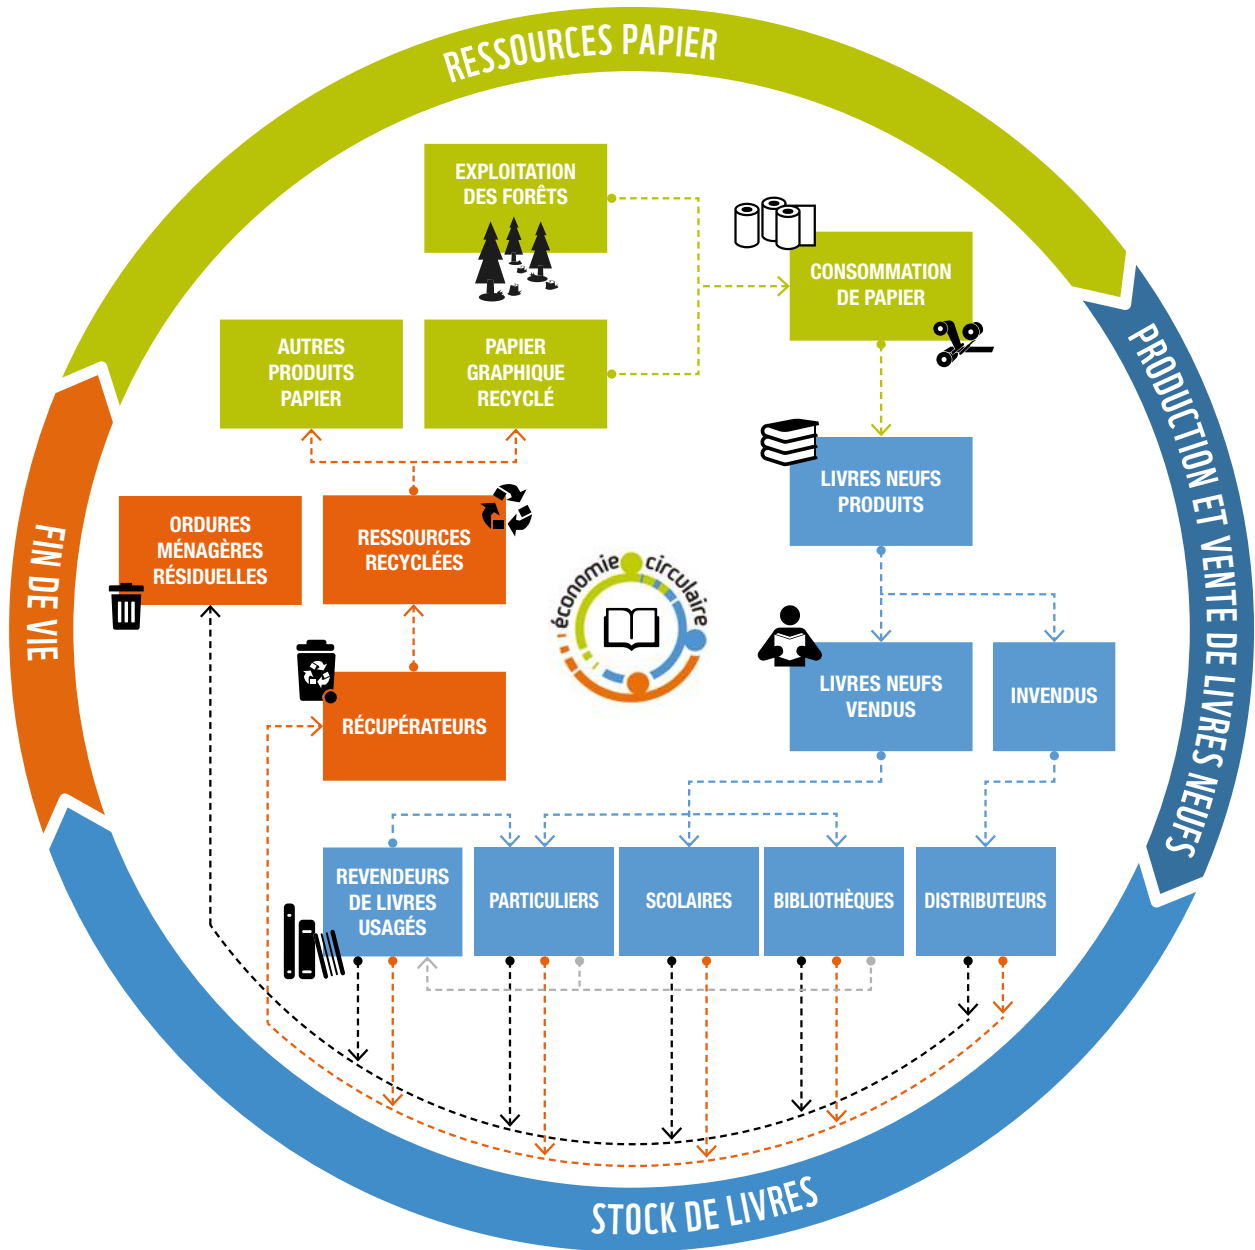 RESSOURCES PAPIER
EXPLOITATION
DES FORÊTS
CONSOMMATION
DE PAPIER
AUTRES
PRODUITS
PAPIER
PAPIER
GRAPHIQUE
RECYCLÉ
PRODUCTION ET VENTE DE LIVRES NEUFS
LIVRES NEUFS
PRODUITS
ORDURES
MÉNAGÈRES
RÉSIDUELLES
RESSOURCES
RECYCLÉES
FIN DE VIE
économie circulaire
LIVRES NEUFS
VENDUS
INVENDUS
RÉCUPÉRATEURS
REVENDEURS
DE LIVRES
USAGÉS
PARTICULIERS
SCOLAIRES
BIBLIOTHÈQUES
DISTRIBUTEURS
STOCK DE LIVRES